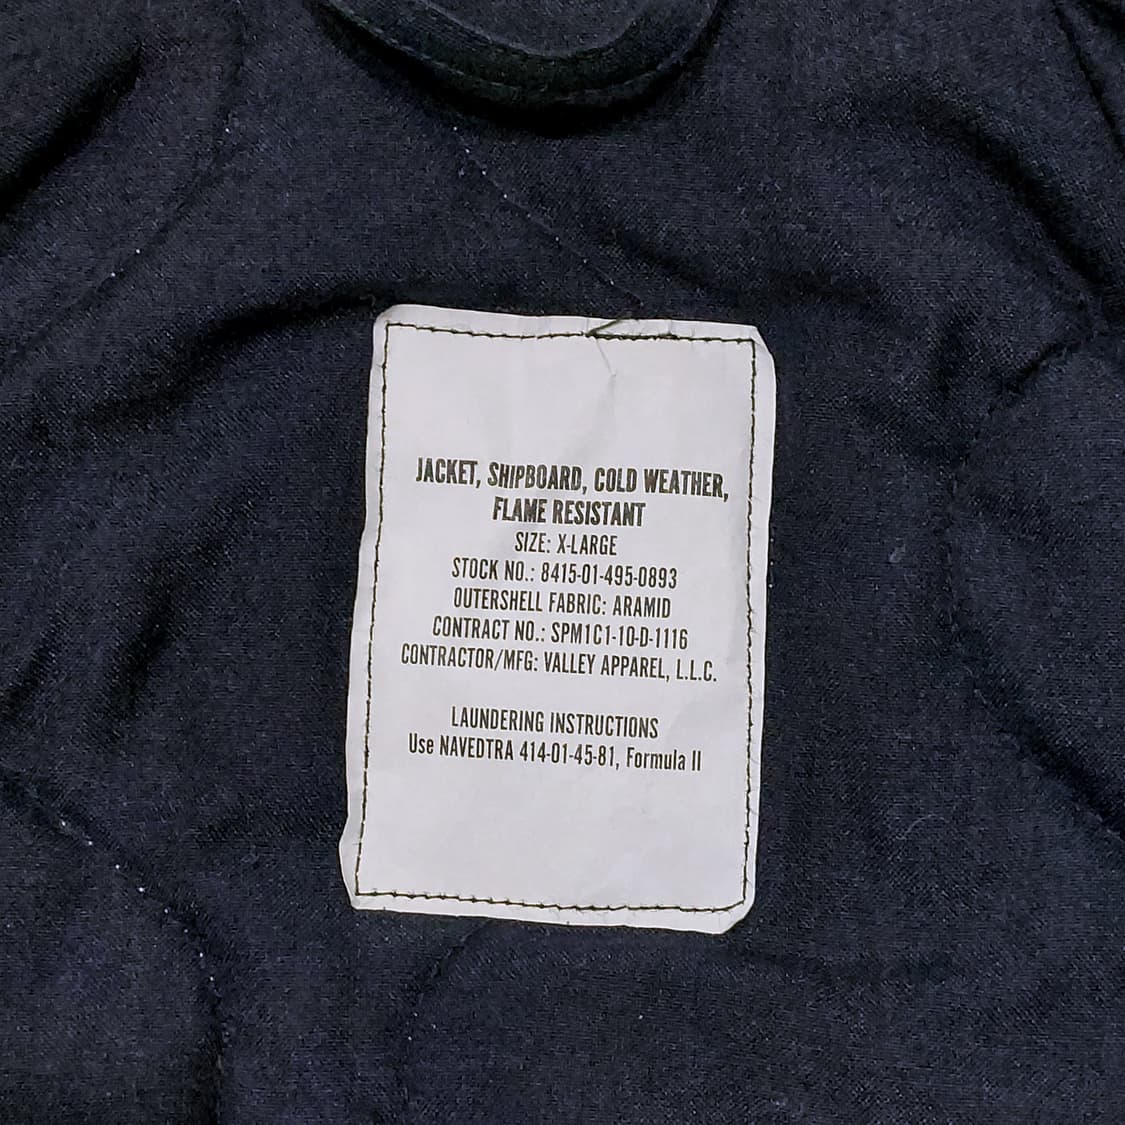 JACKET, SHIPBOARD, COLD WEATHER,
FLAME RESISTANT
SIZE: X-LARGE
STOCK NO.: 8415-01-495-0893
OUTERSHELL FABRIC: ARAMID
CONTRACT NO.: SPM1C1-10-D-1116
CONTRACTOR/MFG: VALLEY APPAREL, L.L.C.
LAUNDERING INSTRUCTIONS
Use NAVEDTRA 414-01-45-81, Formula II